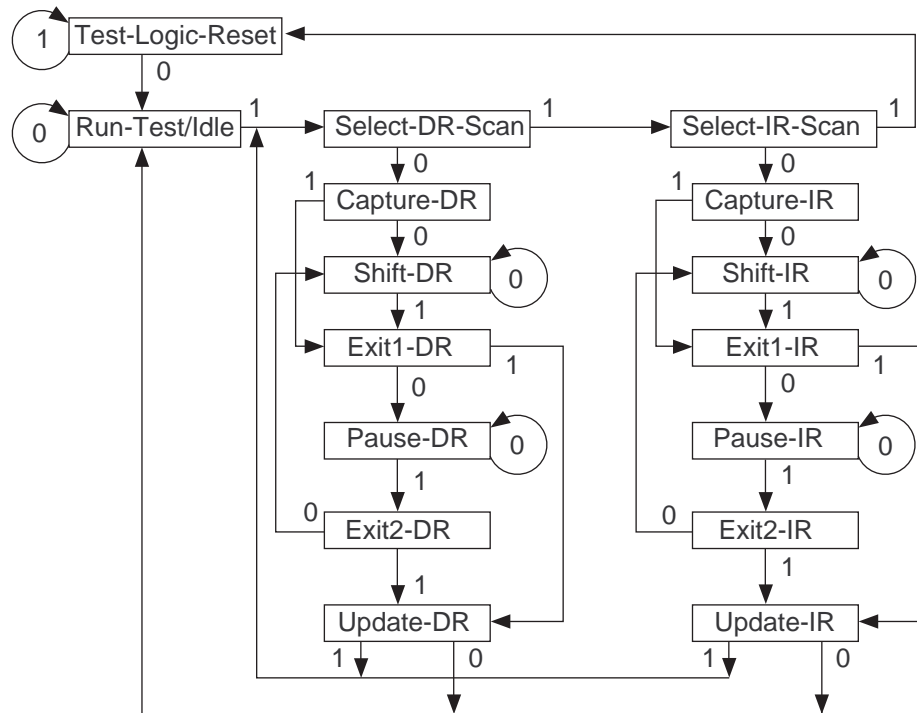 1
Test-Logic-Reset
0
0
Run-Test/Idle
1
Select-DR-Scan
1
Select-IR-Scan
1
0
0
1
Capture-DR
1
Capture-IR
0
0
Shift-DR
0
Shift-IR
0
1
1
Exit1-DR
1
Exit1-IR
1
0
0
Pause-DR
0
Pause-IR
0
1
1
0
Exit2-DR
0
Exit2-IR
1
1
Update-DR
Update-IR
1
0
1
0